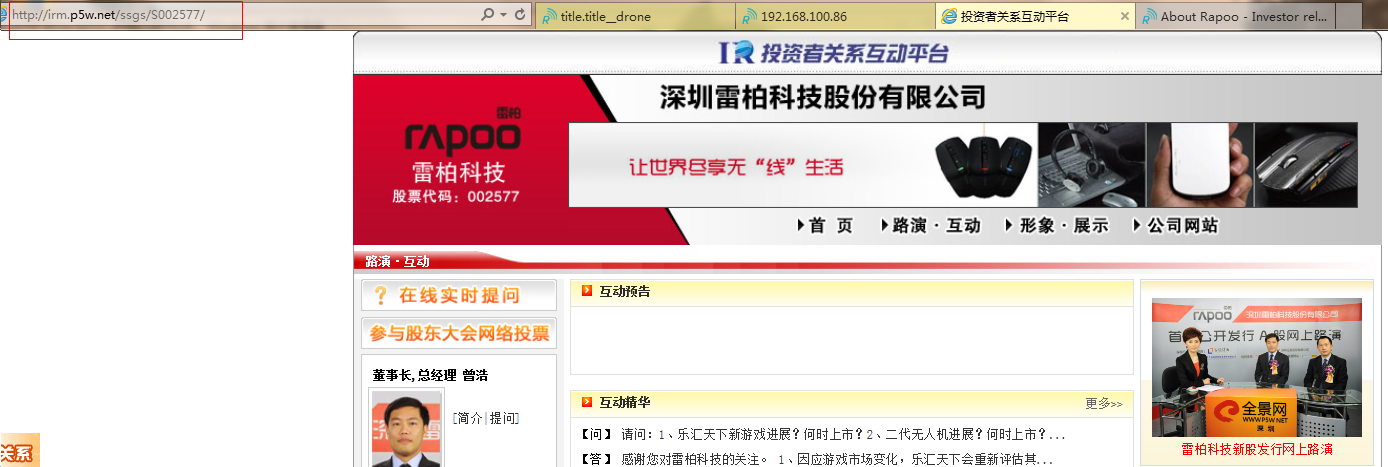 http://irm.p5w.net/ssgs/S002577/
title.title__drone
192.168.100.86
投资者关系互动平台
About Rapoo - Investor rel...
IR 投资者关系互动平台
深圳雷柏科技股份有限公司
雷柏
rapoo
雷柏科技
股票代码：002577
让世界尽享无“线”生活
首 页
路演·互动
形象·展示
公司网站
路演·互动
? 在线实时提问
参与股东大会网络投票
董事长,总经理 曾浩
[简介|提问]
互动预告
互动精华
更多>>
【问】 请问：1、乐汇天下新游戏进展？何时上市？2、二代无人机进展？何时上市？...
【答】 感谢您对雷柏科技的关注。 1、因应游戏市场变化，乐汇天下会重新评估其...
rapoo
深圳雷柏科技股份有限公司
全景网
WWW.P5W.NET
深圳
雷柏科技新股发行网上路演
关系